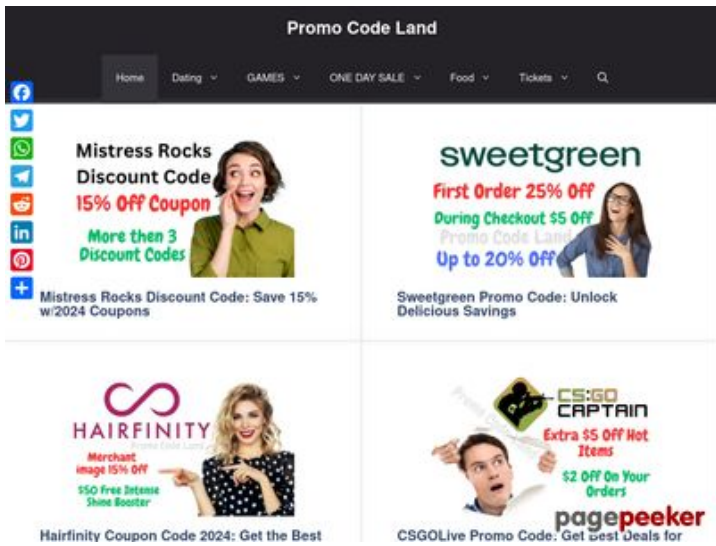 Promo Code Land
Home Dating GAMES ONE DAY SALE Food Tickets
Mistress Rocks
Discount Code
15% Off Coupon
More then 3
Discount Codes
Mistress Rocks Discount Code: Save 15%
w/2024 Coupons
sweetgreen
First Order 25% Off
During Checkout $5 Off
Promo Code Land
Up to 20% Off
Sweetgreen Promo Code: Unlock
Delicious Savings
HAIRFINITY
Promo Code Land
Merchant
image 15% Off
$50 Free Intense
Shine Booster
Hairfinity Coupon Code 2024: Get the Best
CS:GO
CAPTAIN
Extra $5 Off Hot
Items
$2 Off On Your
Orders
CSGOLive Promo Code: Get Best Deals for
pagepeeker